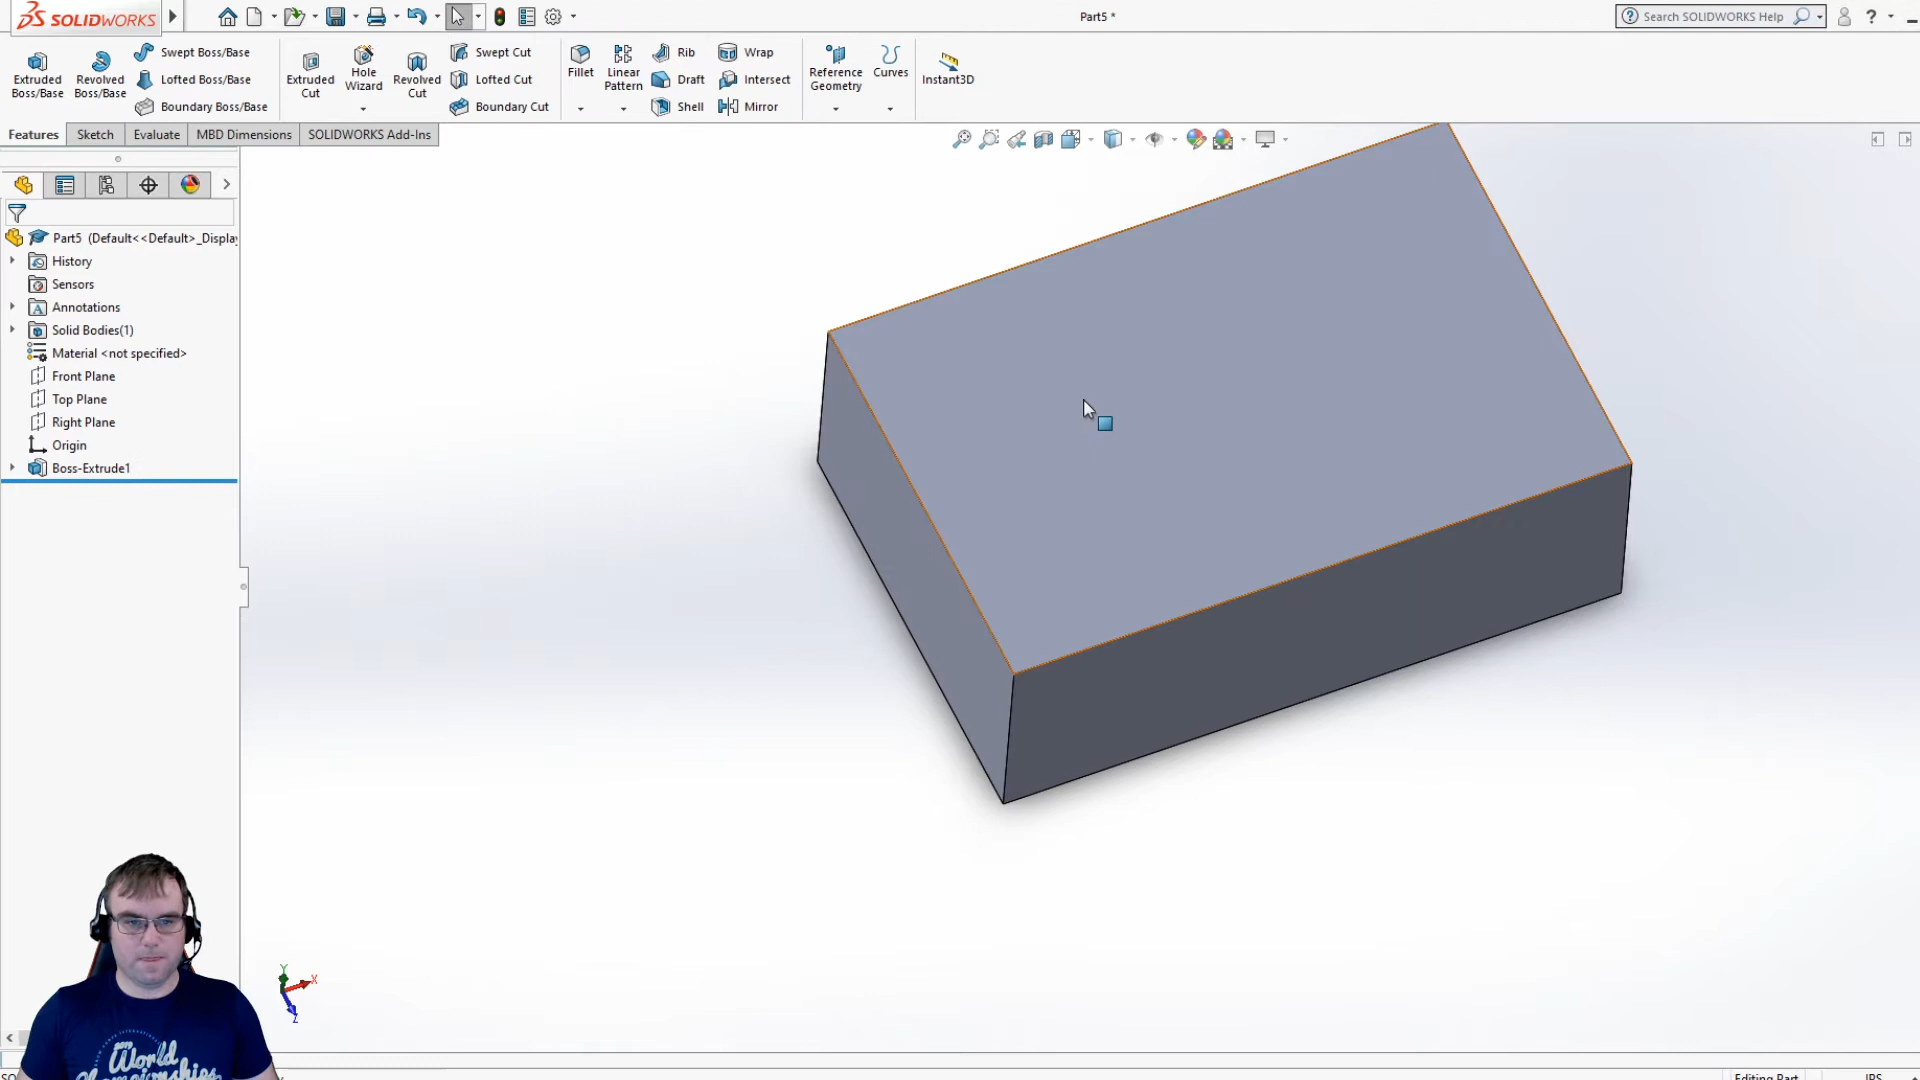 SOLIDWORKS
Part5 *
Search SOLIDWORKS Help
Extruded Boss/Base
Revolved Boss/Base
Swept Boss/Base
Lofted Boss/Base
Boundary Boss/Base
Extruded Cut
Hole Wizard
Revolved Cut
Swept Cut
Lofted Cut
Boundary Cut
Fillet
Linear Pattern
Rib
Draft
Shell
Wrap
Intersect
Mirror
Reference Geometry
Curves
Instant3D
Features
Sketch
Evaluate
MBD Dimensions
SOLIDWORKS Add-Ins
Part5 (Default<<Default>_Display
History
Sensors
Annotations
Solid Bodies(1)
Material <not specified>
Front Plane
Top Plane
Right Plane
Origin
Boss-Extrude1
Y
X
Z
2019
World
Championships
Editing Part
IPS